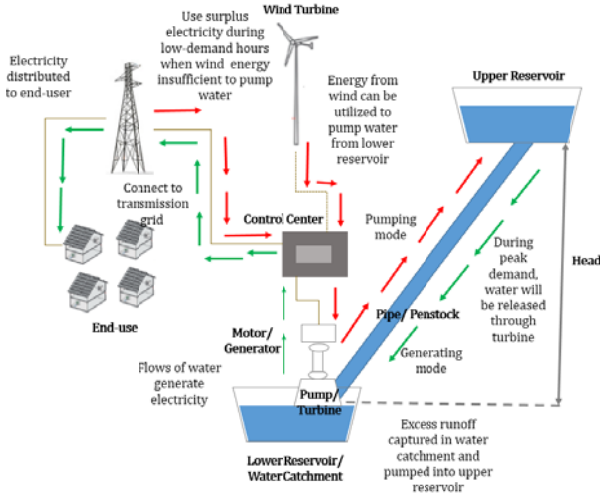 Use surplus
electricity during
low-demand hours
when wind energy
insufficient to pump
water
Wind Turbine
Electricity
distributed
to end-user
Energy from
wind can be
utilized to
pump water
from lower
reservoir
Upper Reservoir
Connect to
transmission
grid
Control Center
Pumping
mode
During
peak
demand,
water will
be released
through
turbine
Head
End-use
Motor/
Generator
Pipe/ Penstock
Generating
mode
Flows of water
generate
electricity
Pump/
Turbine
Lower Reservoir/
Water Catchment
Excess runoff
captured in water
catchment and
pumped into upper
reservoir